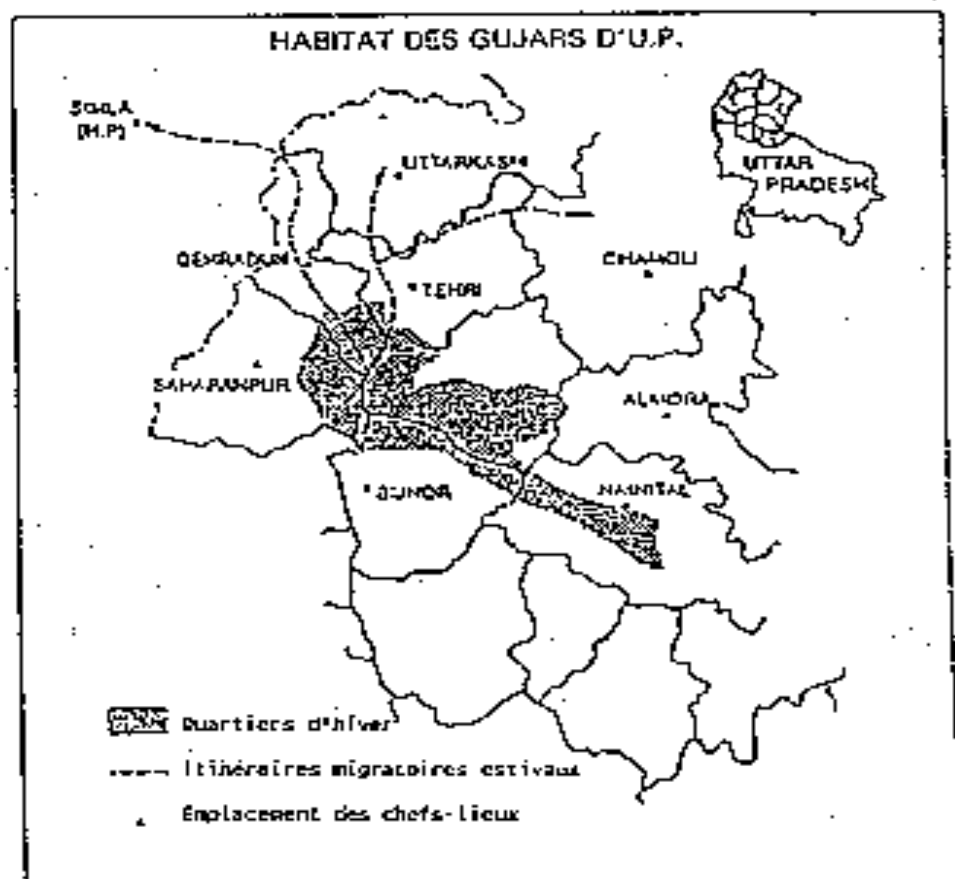 HABITAT DES GUJARS D'U.P.
(H.P)
UTTARKASHI
UTTAR
PRADESH
DEHRADUN
CHAMOLI
TEHRI
SAHARANPUR
ALMORA
NAINITAL
Quartiers d'hiver
Itinéraires migratoires estivaux
Emplacement des chefs-lieux